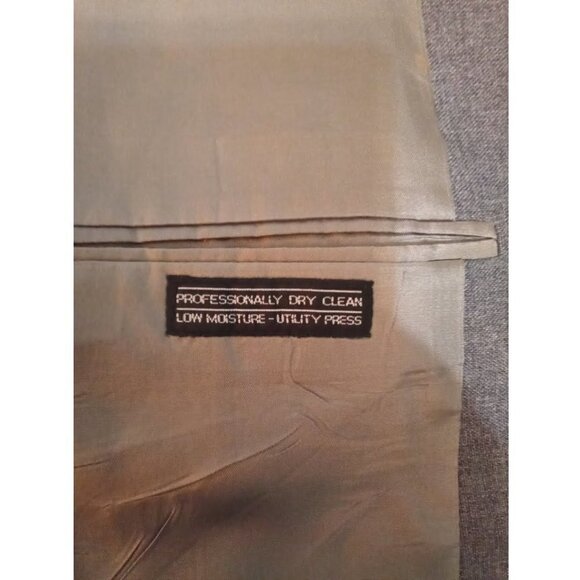 PROFESSIONALLY DRY CLEAN
LOW MOISTURE - UTILITY PRESS